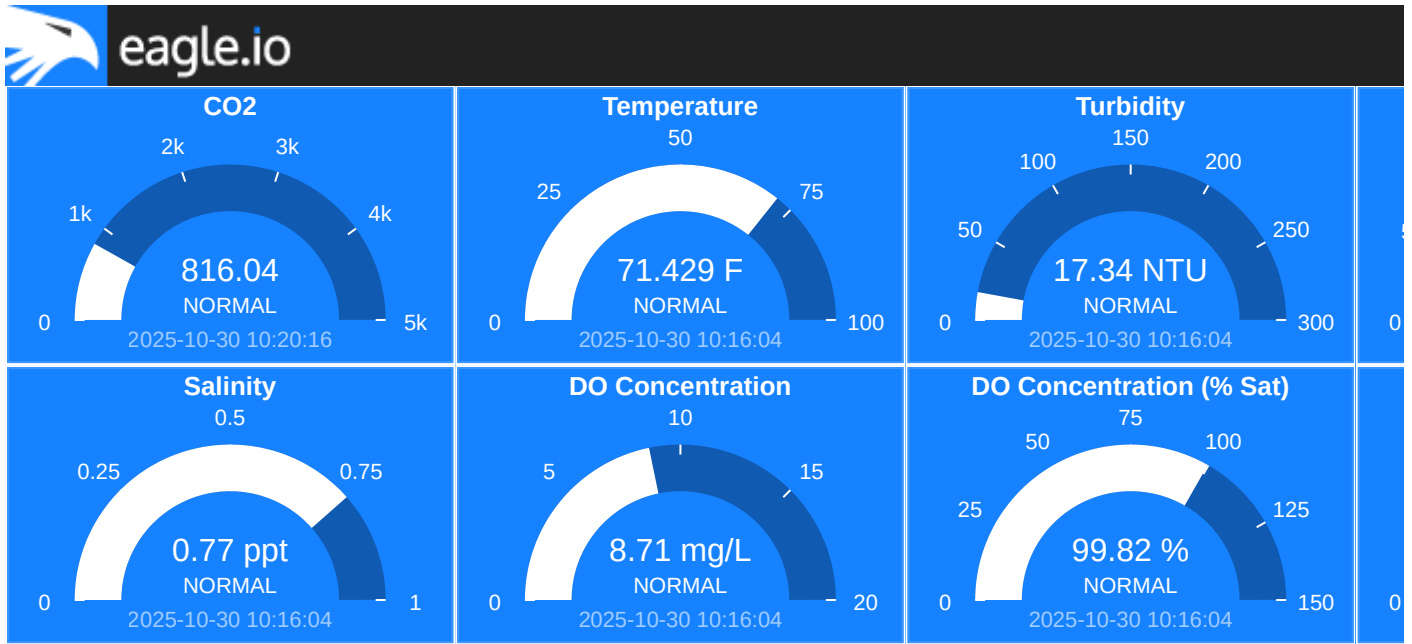 eagle.io
CO2
0
1k
2k
3k
4k
5k
816.04
NORMAL
2025-10-30 10:20:16
Temperature
0
25
50
75
100
71.429 F
NORMAL
2025-10-30 10:16:04
Turbidity
0
50
100
150
200
250
300
17.34 NTU
NORMAL
2025-10-30 10:16:04
0
Salinity
0
0.25
0.5
0.75
1
0.77 ppt
NORMAL
2025-10-30 10:16:04
DO Concentration
0
5
10
15
20
8.71 mg/L
NORMAL
2025-10-30 10:16:04
DO Concentration (% Sat)
0
25
50
75
100
125
150
99.82 %
NORMAL
2025-10-30 10:16:04
0